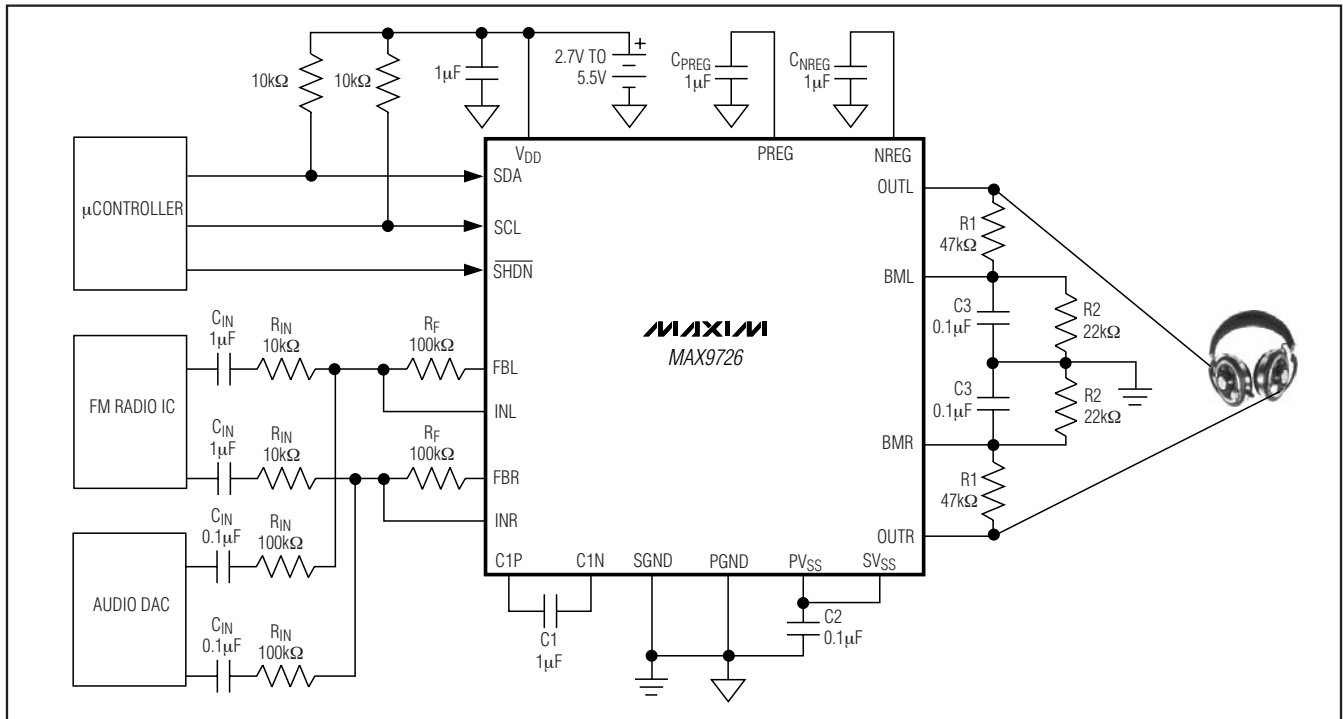 10kΩ
10kΩ
1μF
2.7V TO
5.5V
+
CPREG
1μF
CNREG
1μF
VDD
PREG
NREG
μCONTROLLER
SDA
SCL
SHDN
OUTL
R1
47kΩ
BML
C3
0.1μF
R2
22kΩ
C3
0.1μF
R2
22kΩ
BMR
R1
47kΩ
OUTR
MAXIM
MAX9726
FM RADIO IC
CIN
1μF
RIN
10kΩ
RF
100kΩ
FBL
INL
CIN
1μF
RIN
10kΩ
RF
100kΩ
FBR
INR
AUDIO DAC
CIN
0.1μF
RIN
100kΩ
CIN
0.1μF
RIN
100kΩ
C1P
C1N
SGND
PGND
PVSS
SVSS
C1
1μF
C2
0.1μF